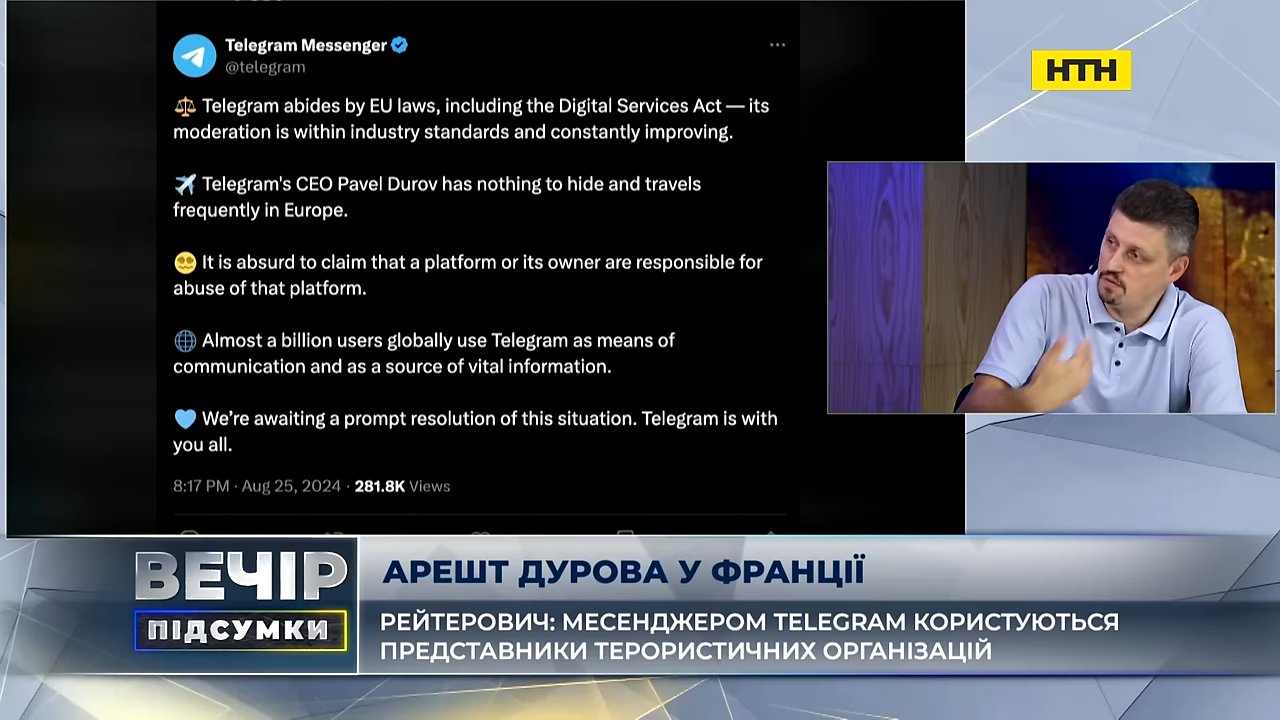 Telegram Messenger
@telegram
Telegram abides by EU laws, including the Digital Services Act — its
moderation is within industry standards and constantly improving.
Telegram's CEO Pavel Durov has nothing to hide and travels
frequently in Europe.
It is absurd to claim that a platform or its owner are responsible for
abuse of that platform.
Almost a billion users globally use Telegram as means of
communication and as a source of vital information.
We’re awaiting a prompt resolution of this situation. Telegram is with
you all.
8:17 PM · Aug 25, 2024 · 281.8K Views
НТН
ВЕЧІР
ПІДСУМКИ
АРЕШТ ДУРОВА У ФРАНЦІЇ
РЕЙТЕРОВИЧ: МЕСЕНДЖЕРОМ TELEGRAM КОРИСТУЮТЬСЯ
ПРЕДСТАВНИКИ ТЕРОРИСТИЧНИХ ОРГАНІЗАЦІЙ